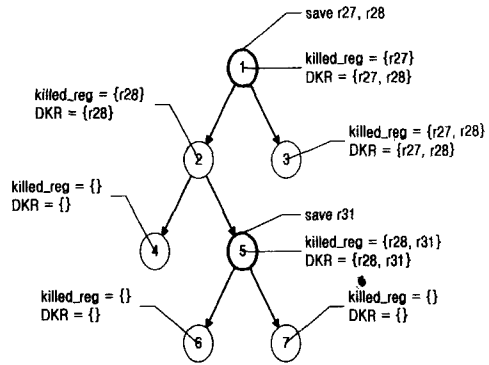 save r27, r28
1
killed_reg = {r27}
DKR = {r27, r28}
killed_reg = {r28}
DKR = {r28}
2
3
killed_reg = {r27, r28}
DKR = {r27, r28}
killed_reg = {}
DKR = {}
4
save r31
5
killed_reg = {r28, r31}
DKR = {r28, r31}
killed_reg = {}
DKR = {}
6
7
killed_reg = {}
DKR = {}